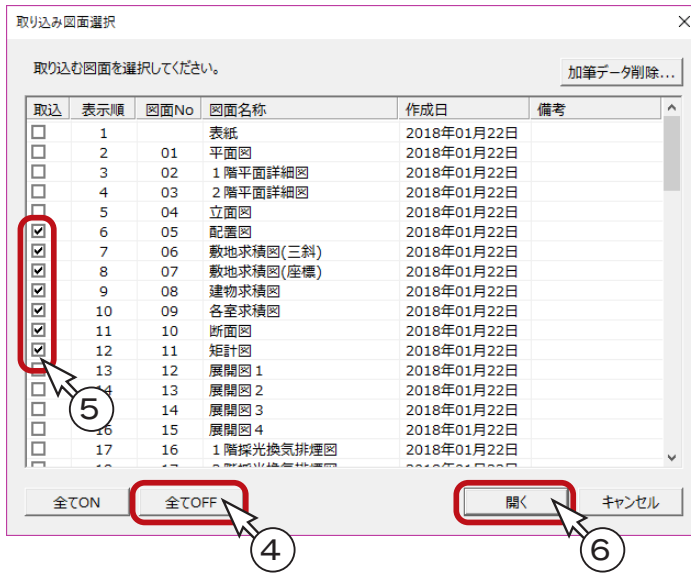 取り込み図面選択
取り込む図面を選択してください。
加筆データ削除...
取込 表示順 図面No 図面名称 作成日 備考
1 表紙 2018年01月22日
2 01 平面図 2018年01月22日
3 02 １階平面詳細図 2018年01月22日
4 03 ２階平面詳細図 2018年01月22日
5 04 立面図 2018年01月22日
6 05 配置図 2018年01月22日
7 06 敷地求積図(三斜) 2018年01月22日
8 07 敷地求積図(座標) 2018年01月22日
9 08 建物求積図 2018年01月22日
10 09 各室求積図 2018年01月22日
11 10 断面図 2018年01月22日
12 11 矩計図 2018年01月22日
13 12 展開図１ 2018年01月22日
13 展開図２ 2018年01月22日
14 展開図３ 2018年01月22日
16 15 展開図４ 2018年01月22日
17 16 １階採光換気排煙図 2018年01月22日
⑤
全てON 全てOFF 開く キャンセル
④ ⑥